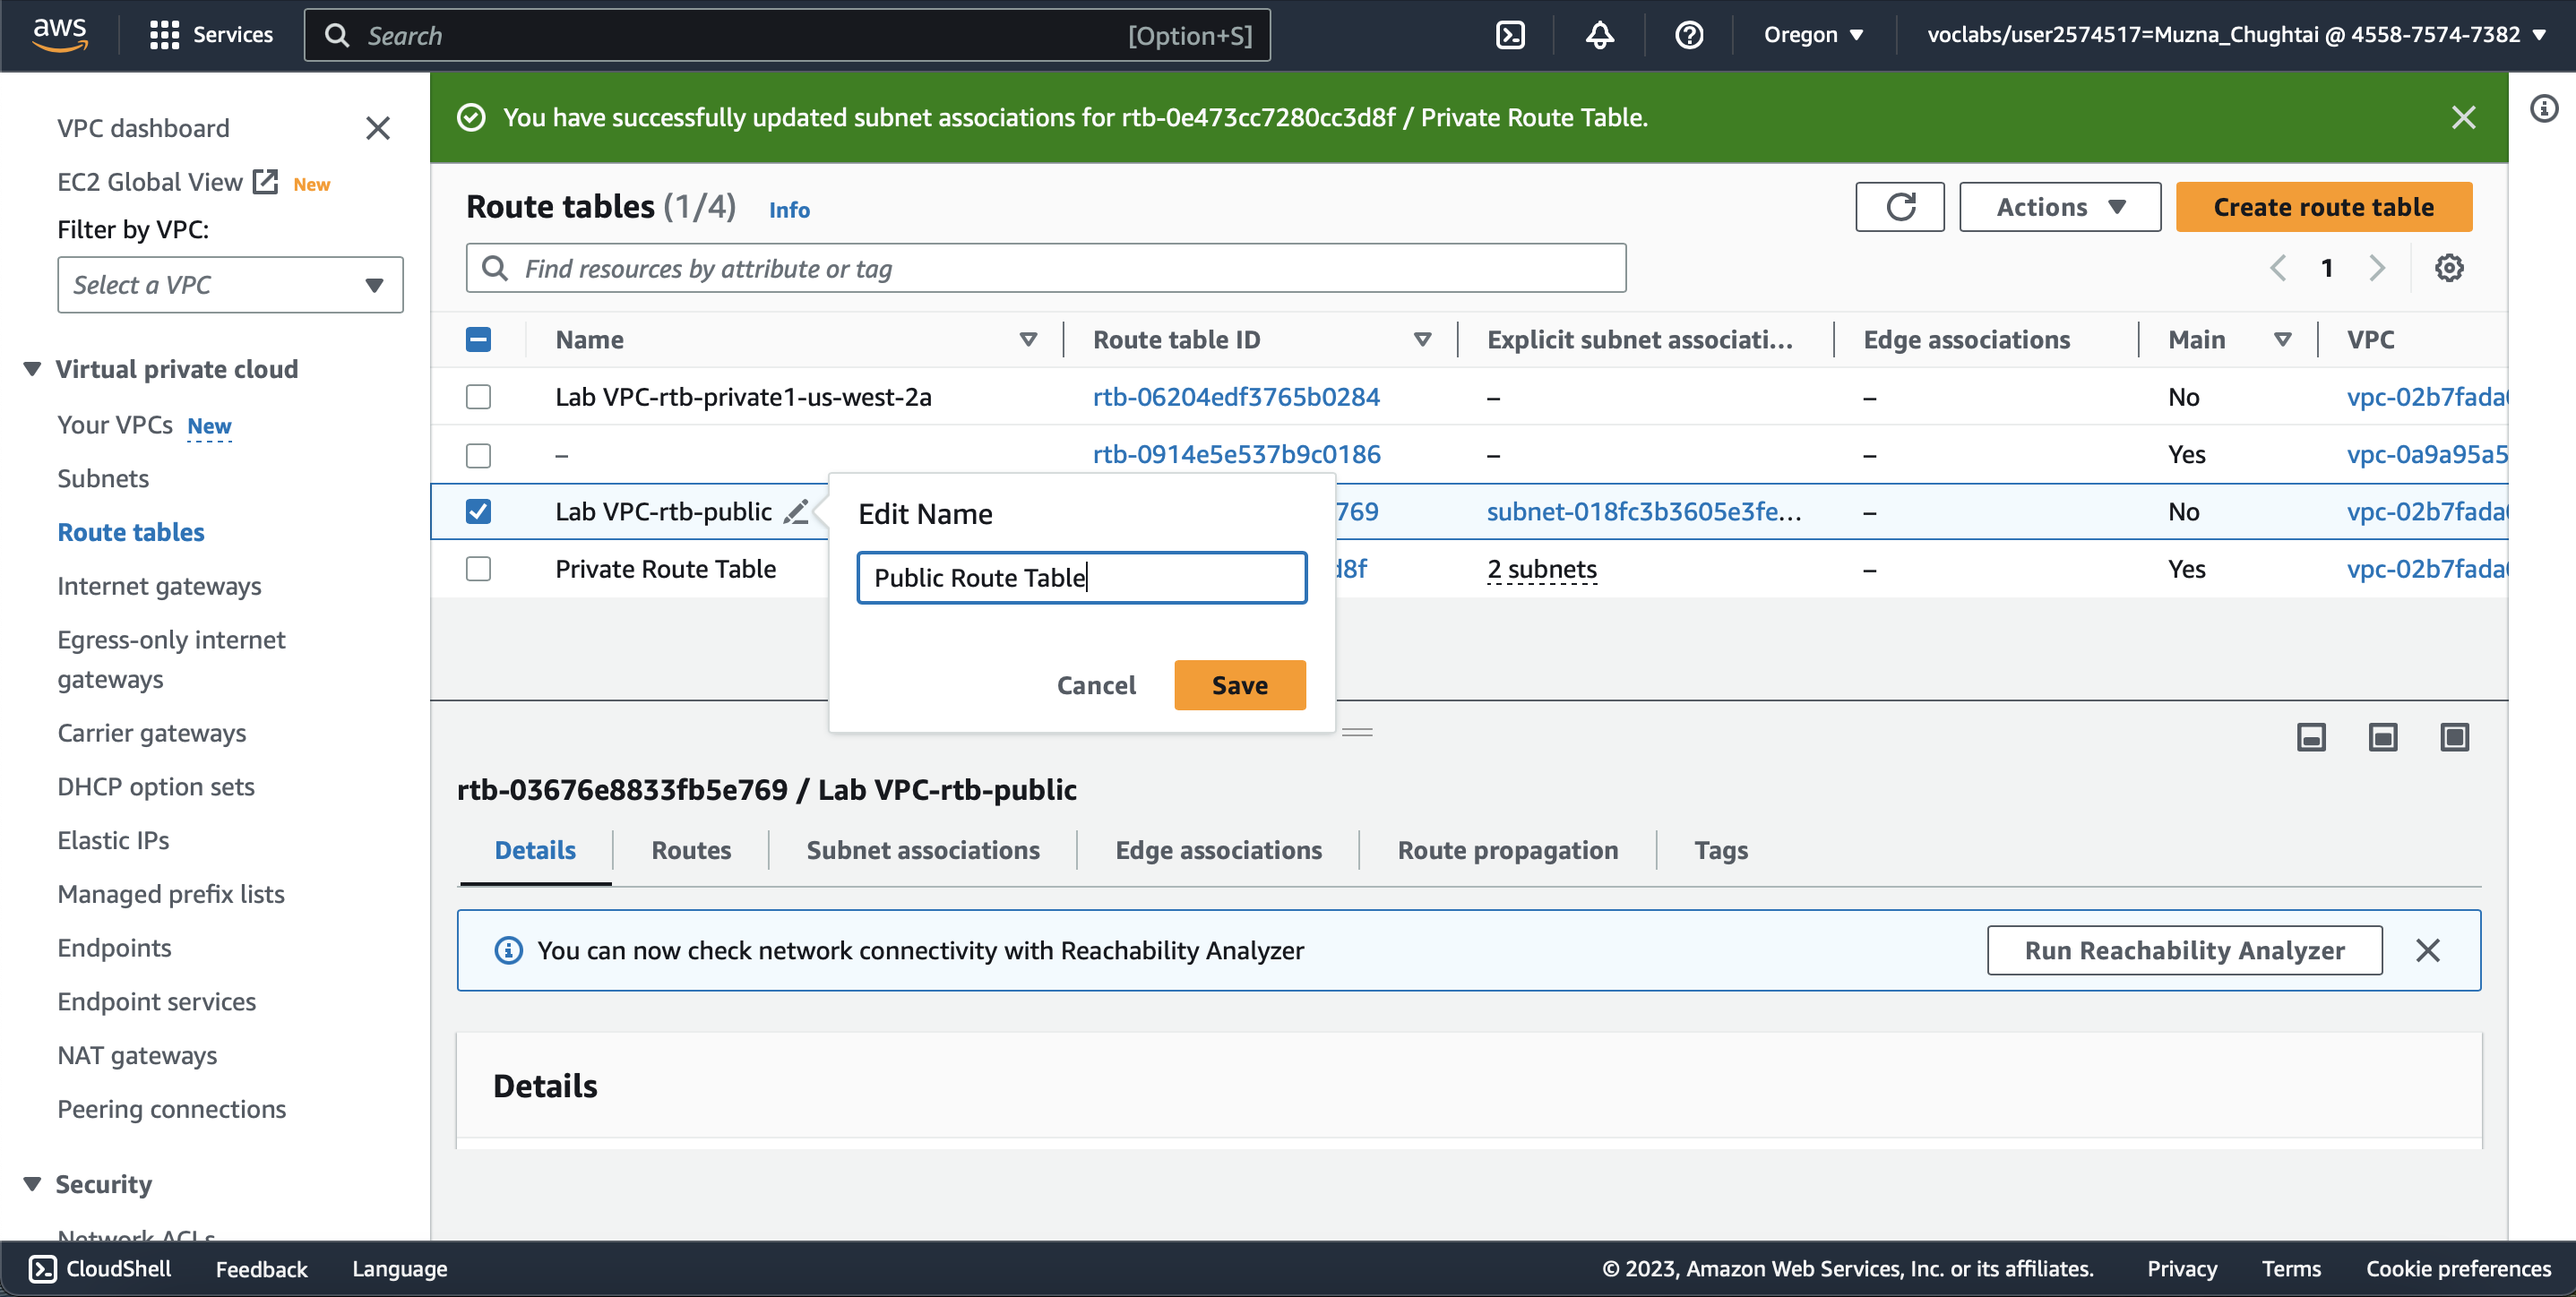 aws
Services
Search
[Option+S]
Oregon
voclabs/user2574517=Muzna_Chughtai @ 4558-7574-7382
VPC dashboard
EC2 Global View New
Filter by VPC:
Select a VPC
Virtual private cloud
Your VPCs New
Subnets
Route tables
Internet gateways
Egress-only internet
gateways
Carrier gateways
DHCP option sets
Elastic IPs
Managed prefix lists
Endpoints
Endpoint services
NAT gateways
Peering connections
Security
Network ACLs
You have successfully updated subnet associations for rtb-0e473cc7280cc3d8f / Private Route Table.
Route tables (1/4) Info
Actions
Create route table
Find resources by attribute or tag
1
Name Route table ID Explicit subnet associati... Edge associations Main VPC
Lab VPC-rtb-private1-us-west-2a rtb-06204edf3765b0284 – – No vpc-02b7fada
– rtb-0914e5e537b9c0186 – – Yes vpc-0a9a95a5
Lab VPC-rtb-public 769 subnet-018fc3b3605e3fe... – No vpc-02b7fada
Private Route Table d8f 2 subnets – Yes vpc-02b7fada
Edit Name
Public Route Table
Cancel
Save
rtb-03676e8833fb5e769 / Lab VPC-rtb-public
Details Routes Subnet associations Edge associations Route propagation Tags
You can now check network connectivity with Reachability Analyzer
Run Reachability Analyzer
Details
CloudShell Feedback Language
© 2023, Amazon Web Services, Inc. or its affiliates. Privacy Terms Cookie preferences